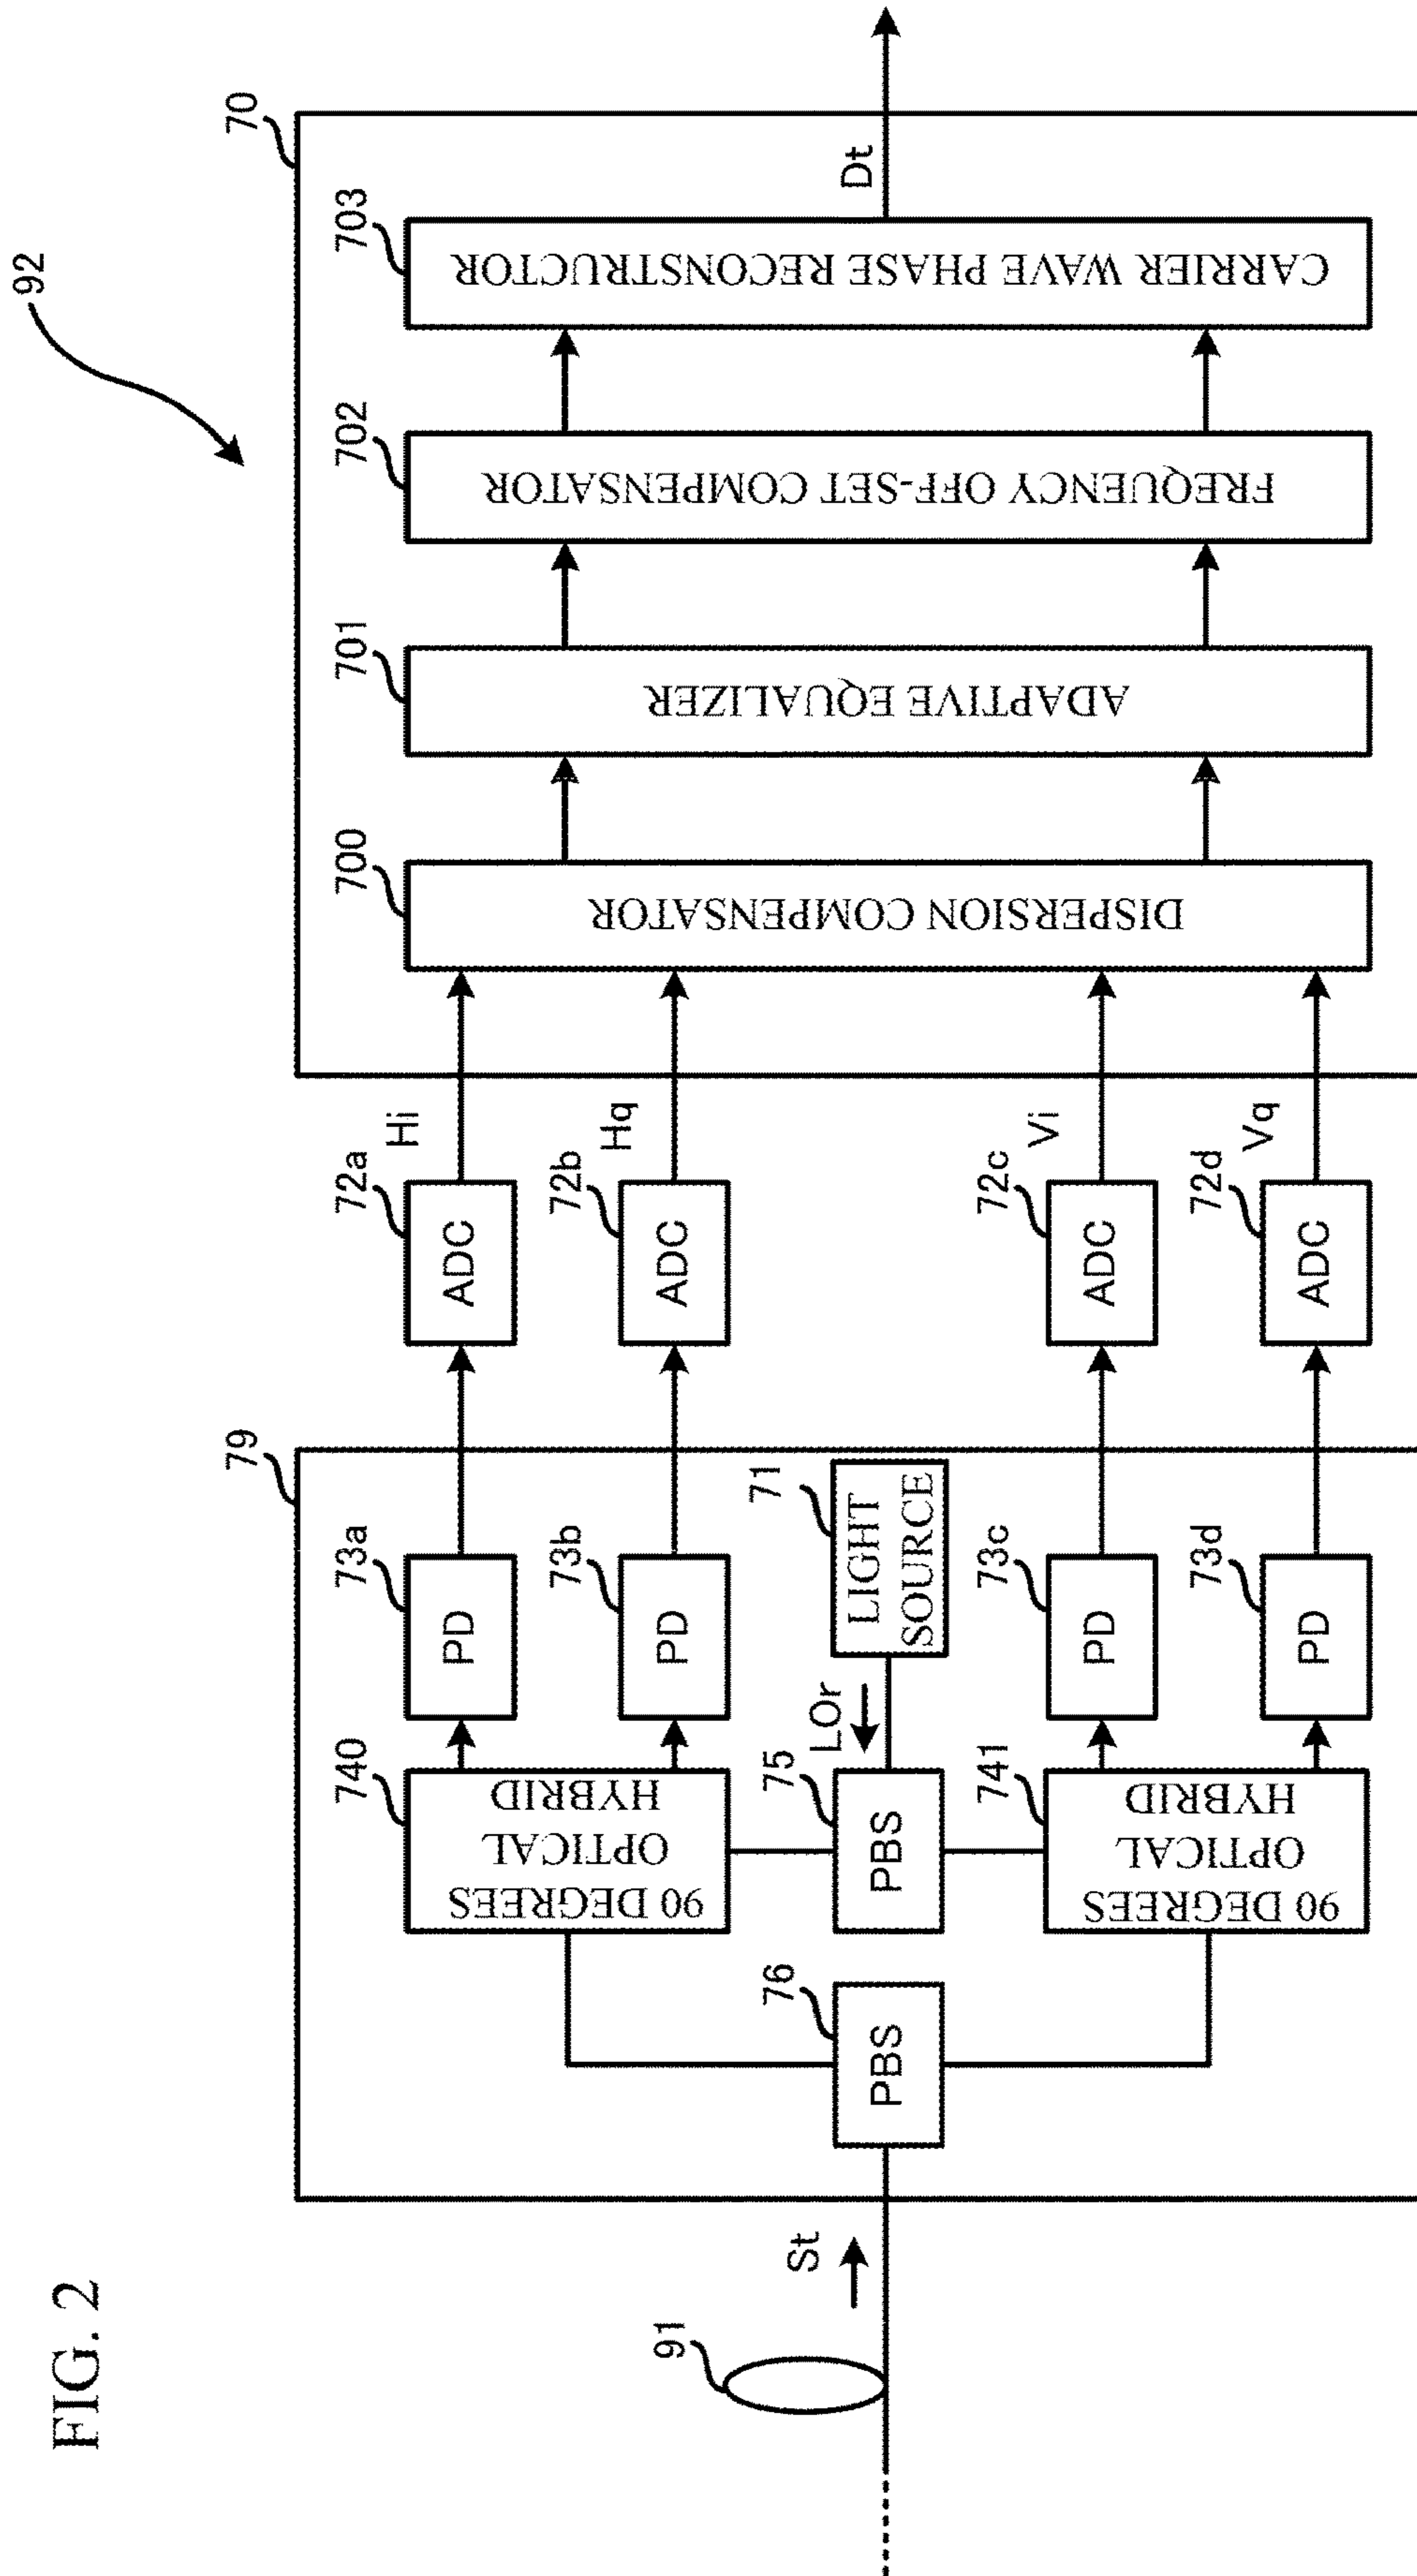 FIG. 2
92
91
St
79
76
PBS
75
PBS
LOr
71
LIGHT
SOURCE
740
90 DEGREES
OPTICAL
HYBRID
741
90 DEGREES
OPTICAL
HYBRID
73a
PD
73b
PD
73c
PD
73d
PD
72a
ADC
Hi
72b
ADC
Hq
72c
ADC
Vi
72d
ADC
Vq
70
700
DISPERSION COMPENSATOR
701
ADAPTIVE EQUALIZER
702
FREQUENCY OFF-SET COMPENSATOR
703
CARRIER WAVE PHASE RECONSTRUCTOR
Dt